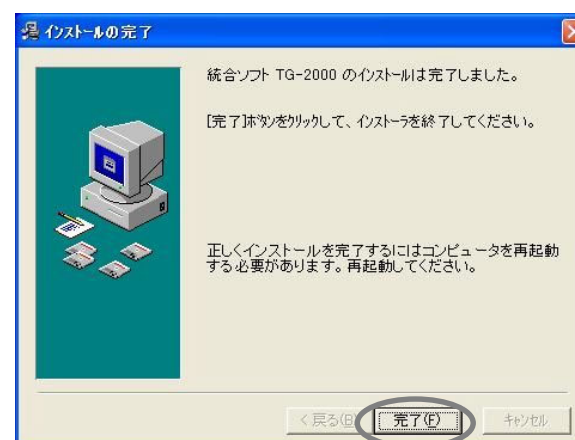 インストールの完了
統合ソフト TG-2000 のインストールは完了しました。
[完了]ボタンをクリックして、インストーラを終了してください。
正しくインストールを完了するにはコンピュータを再起動
する必要があります。再起動してください。
< 戻る(B)
完了(F)
キャンセル